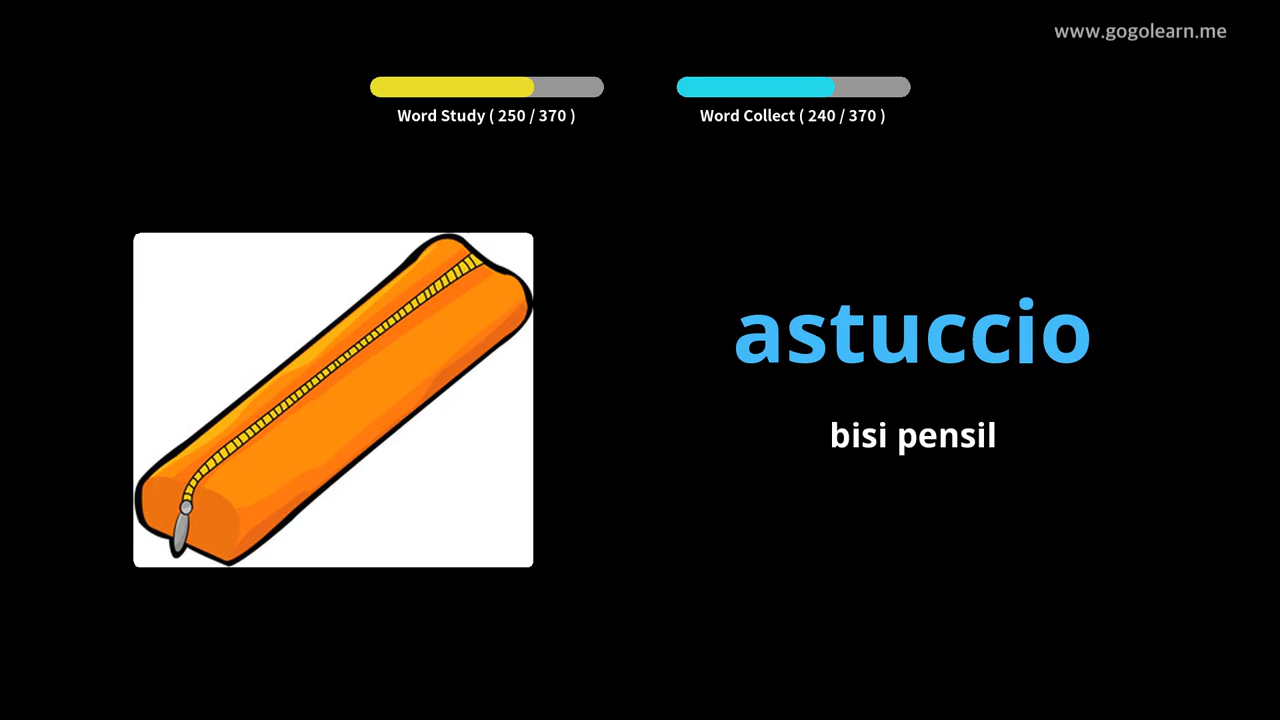 www.gogolearn.me
Word Study ( 250 / 370 )
Word Collect ( 240 / 370 )
astuccio
bisi pensil